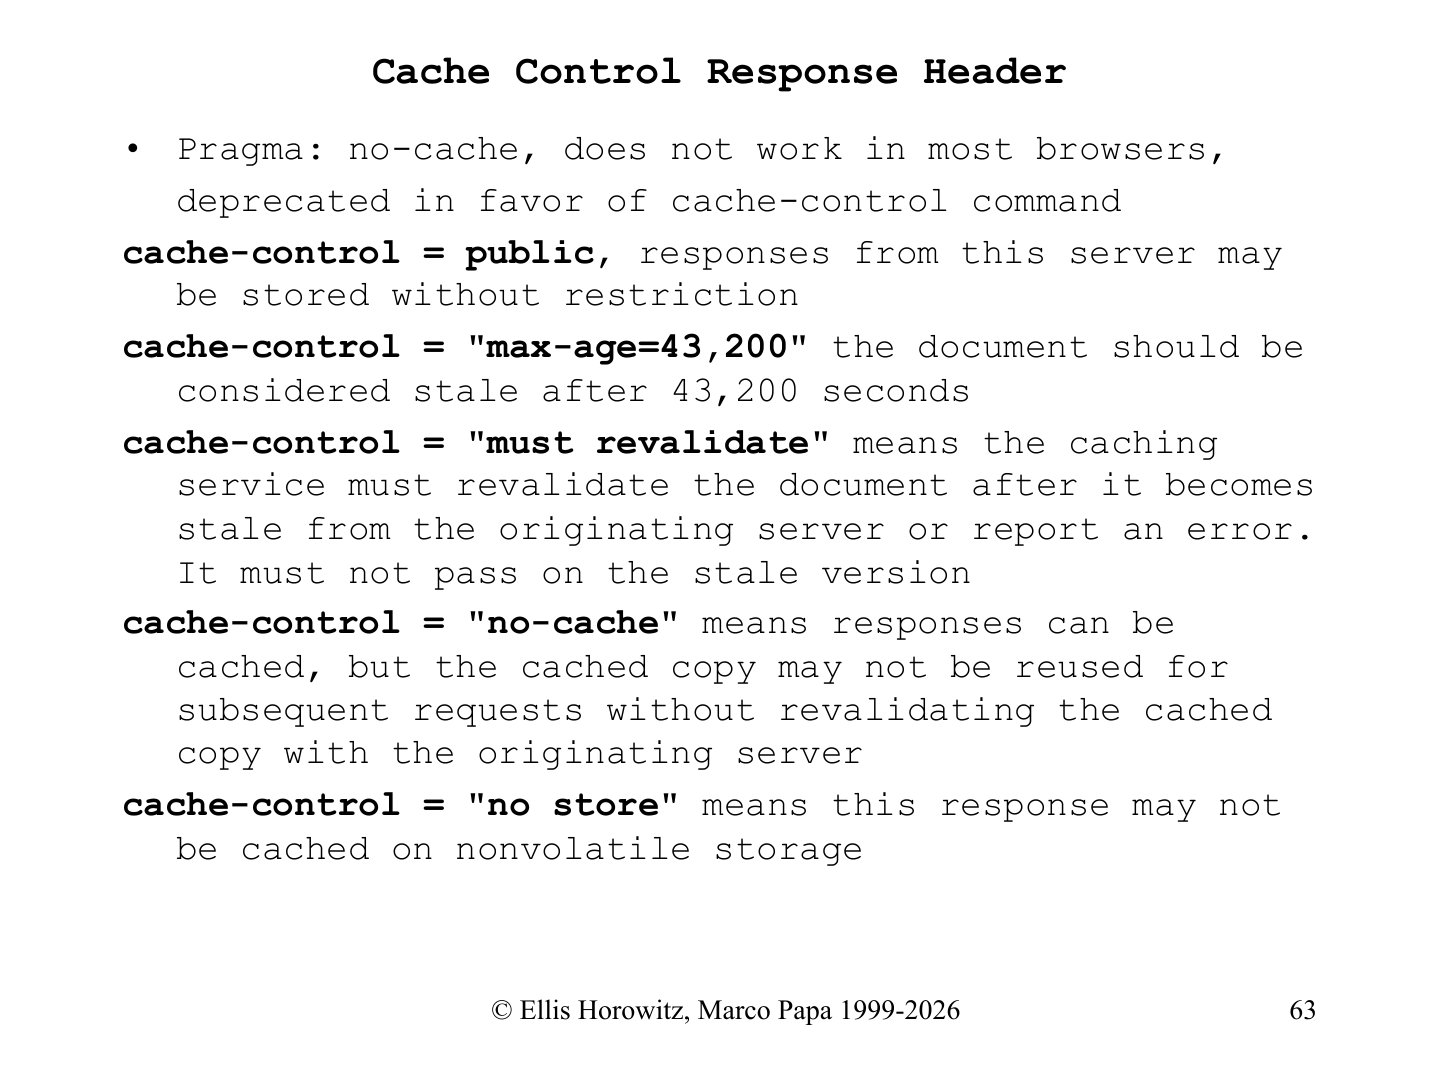 Cache Control Response Header
• Pragma: no-cache, does not work in most browsers,
deprecated in favor of cache-control command
cache-control = public, responses from this server may
be stored without restriction
cache-control = "max-age=43,200" the document should be
considered stale after 43,200 seconds
cache-control = "must revalidate" means the caching
service must revalidate the document after it becomes
stale from the originating server or report an error.
It must not pass on the stale version
cache-control = "no-cache" means responses can be
cached, but the cached copy may not be reused for
subsequent requests without revalidating the cached
copy with the originating server
cache-control = "no store" means this response may not
be cached on nonvolatile storage
© Ellis Horowitz, Marco Papa 1999-2026
63